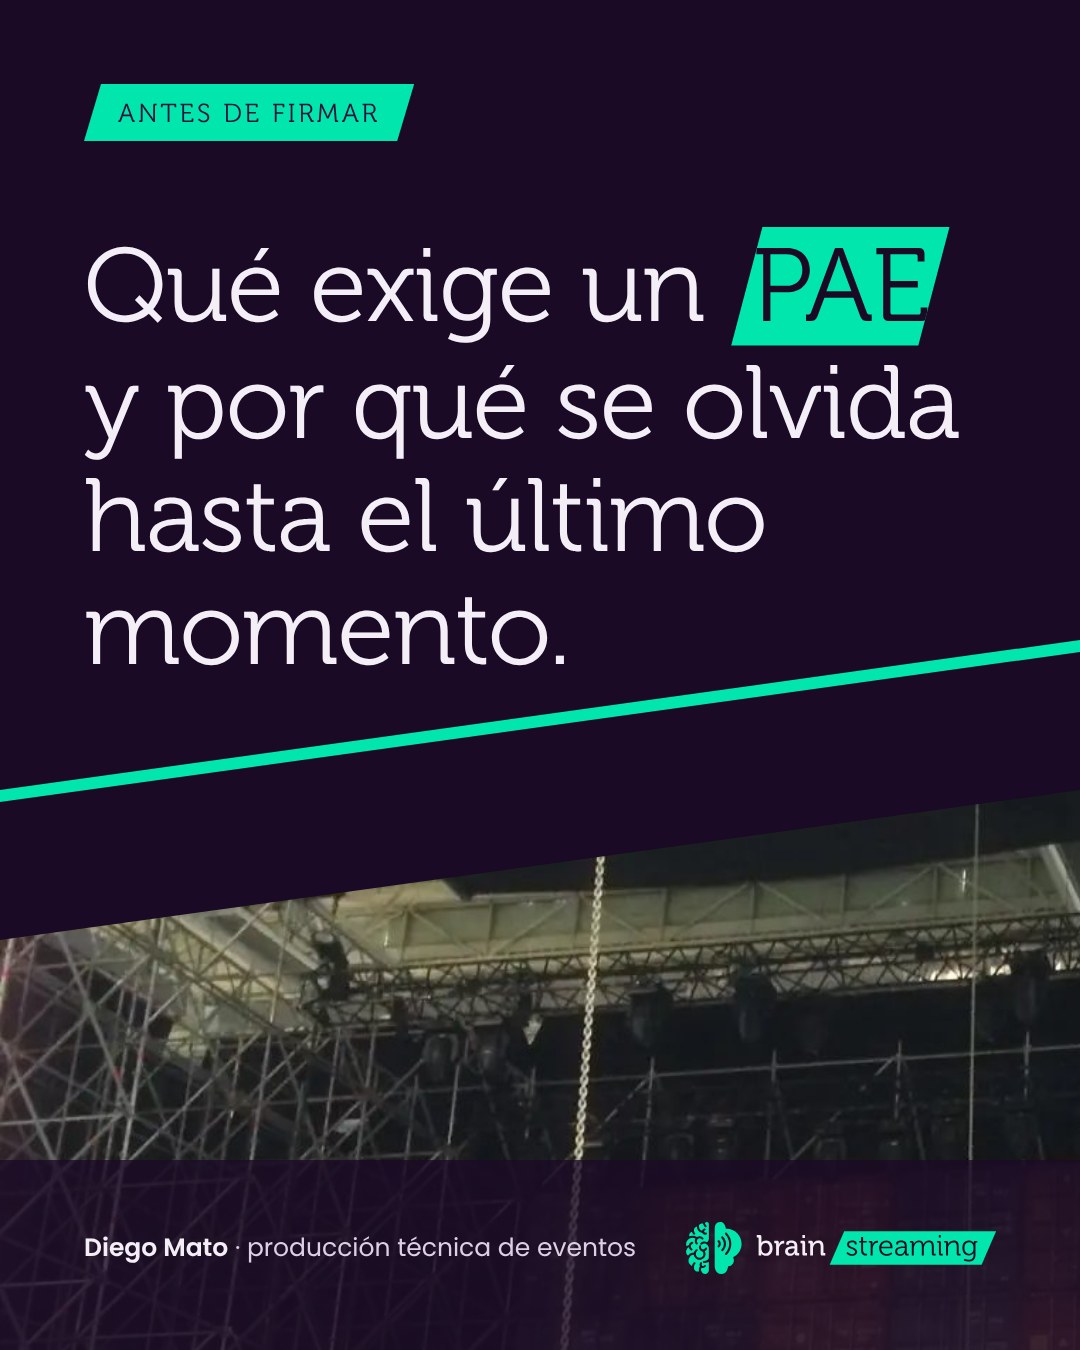 ANTES DE FIRMAR
Qué exige un PAE
y por qué se olvida
hasta el último
momento.
Diego Mato · producción técnica de eventos
brain streaming